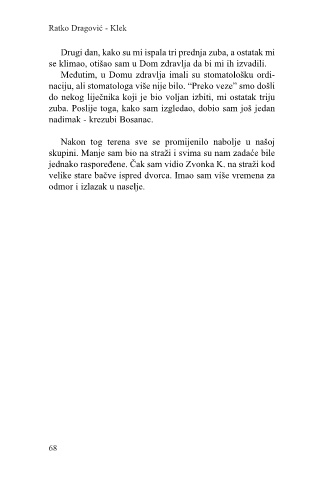 Ratko Dragović - Klek
Drugi dan, kako su mi ispala tri prednja zuba, a ostatak mi
se klimao, otišao sam u Dom zdravlja da bi mi ih izvadili.
Međutim, u Domu zdravlja imali su stomatološku ordi-
naciju, ali stomatologa više nije bilo. “Preko veze” smo došli
do nekog liječnika koji je bio voljan izbiti, mi ostatak triju
zuba. Poslije toga, kako sam izgledao, dobio sam još jedan
nadimak - krezubi Bosanac.
Nakon tog terena sve se promijenilo nabolje u našoj
skupini. Manje sam bio na straži i svima su nam zadaće bile
jednako raspoređene. Čak sam vidio Zvonka K. na straži kod
velike stare bačve ispred dvorca. Imao sam više vremena za
odmor i izlazak u naselje.
68